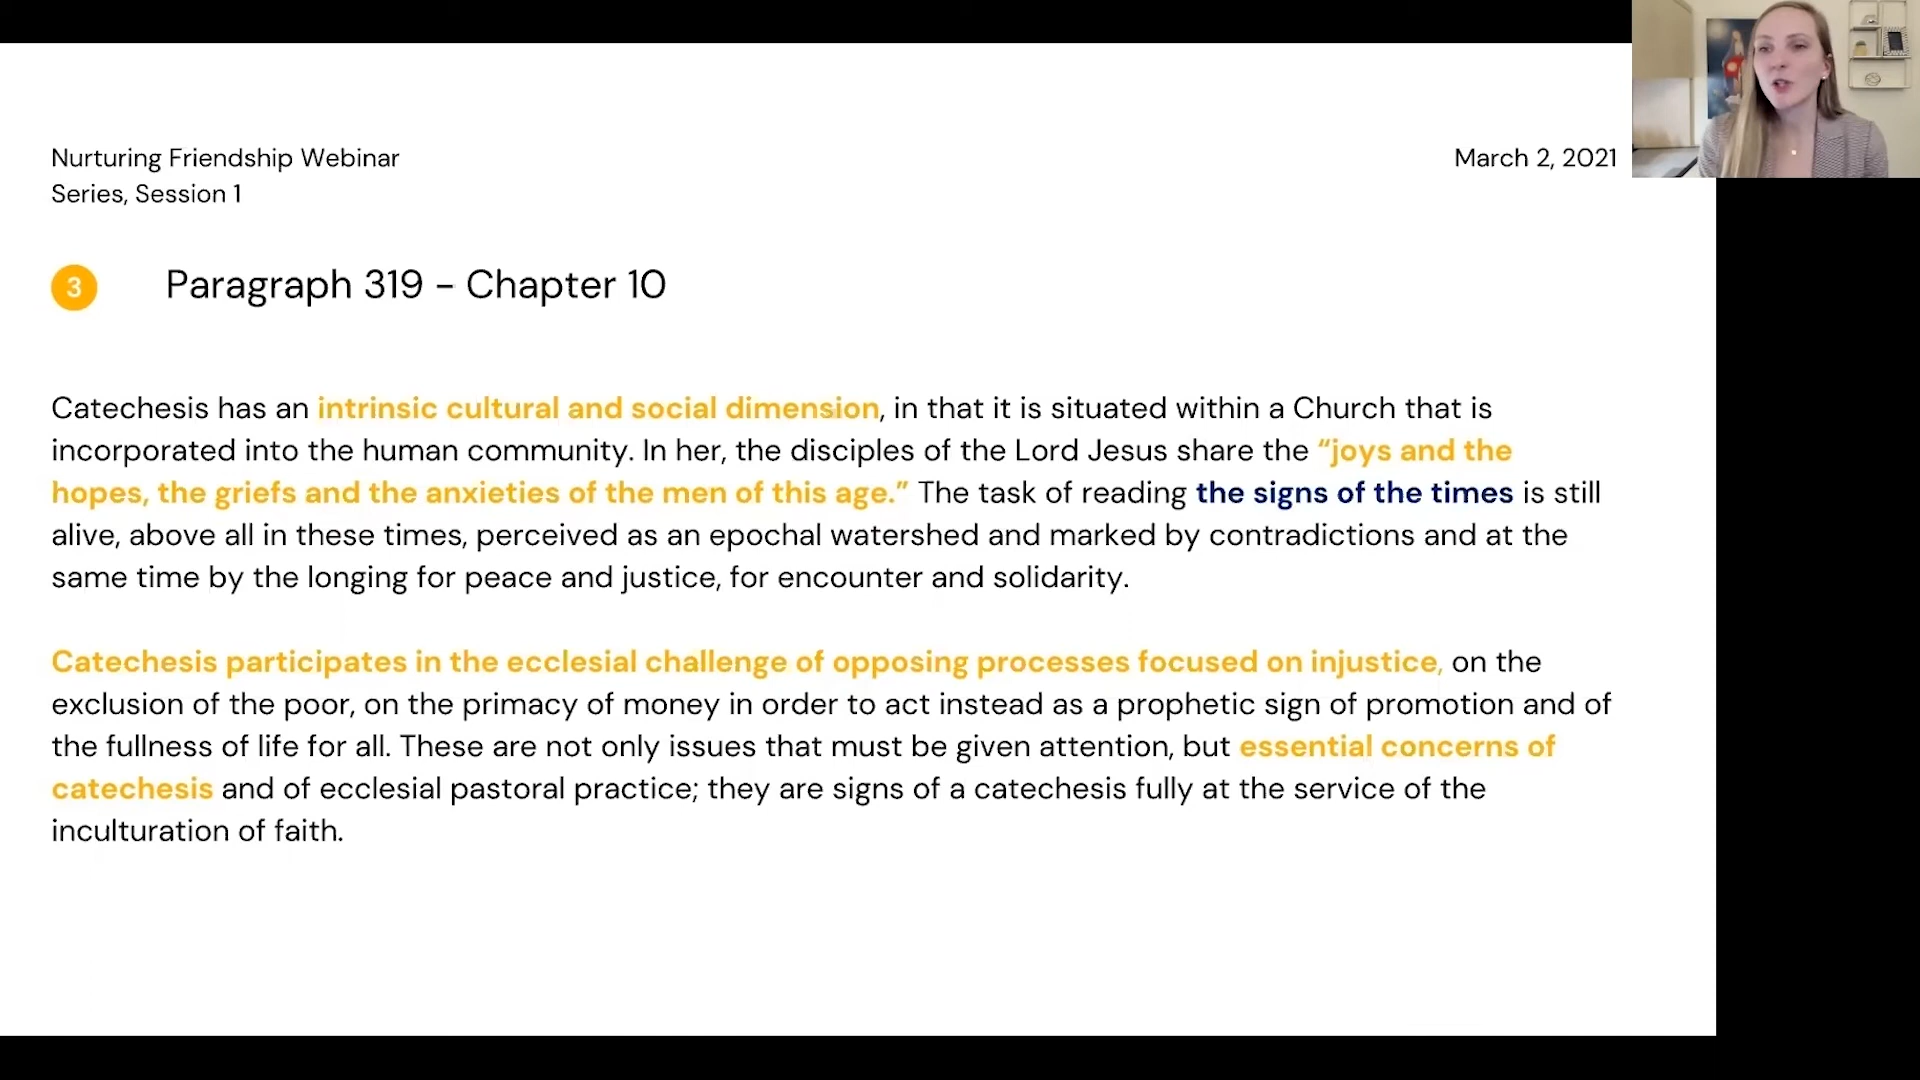 Nurturing Friendship Webinar
Series, Session 1
March 2, 2021
3
Paragraph 319 – Chapter 10
Catechesis has an intrinsic cultural and social dimension, in that it is situated within a Church that is
incorporated into the human community. In her, the disciples of the Lord Jesus share the “joys and the
hopes, the griefs and the anxieties of the men of this age.” The task of reading the signs of the times is still
alive, above all in these times, perceived as an epochal watershed and marked by contradictions and at the
same time by the longing for peace and justice, for encounter and solidarity.
Catechesis participates in the ecclesial challenge of opposing processes focused on injustice, on the
exclusion of the poor, on the primacy of money in order to act instead as a prophetic sign of promotion and of
the fullness of life for all. These are not only issues that must be given attention, but essential concerns of
catechesis and of ecclesial pastoral practice; they are signs of a catechesis fully at the service of the
inculturation of faith.